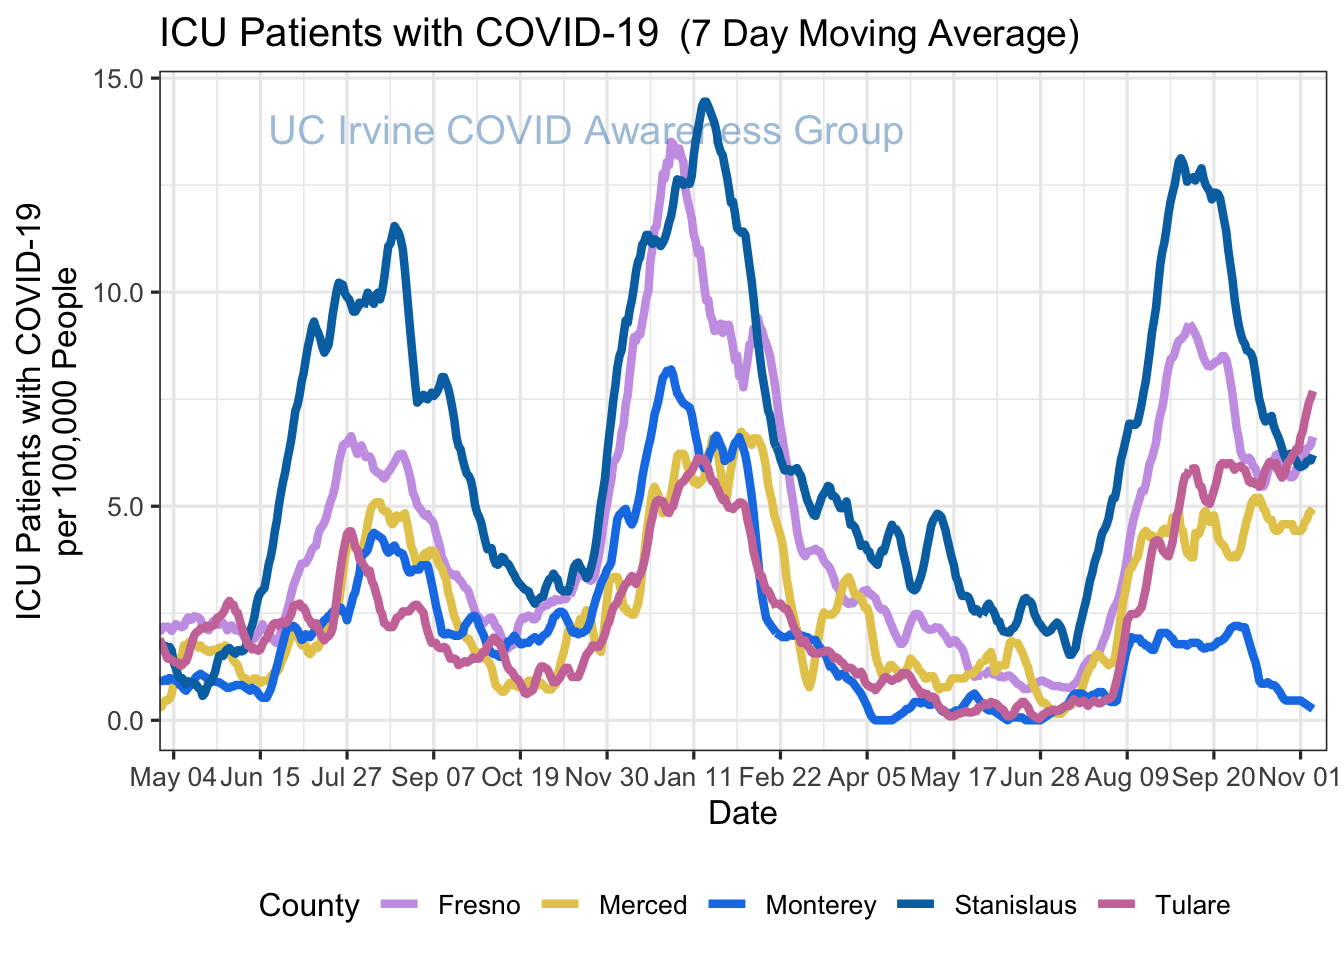 ICU Patients with COVID-19  (7 Day Moving Average)
UC Irvine COVID Awareness Group
ICU Patients with COVID-19
per 100,000 People
15.0
10.0
5.0
0.0
May 04 Jun 15 Jul 27 Sep 07 Oct 19 Nov 30 Jan 11 Feb 22 Apr 05 May 17 Jun 28 Aug 09 Sep 20 Nov 01
Date
County Fresno Merced Monterey Stanislaus Tulare